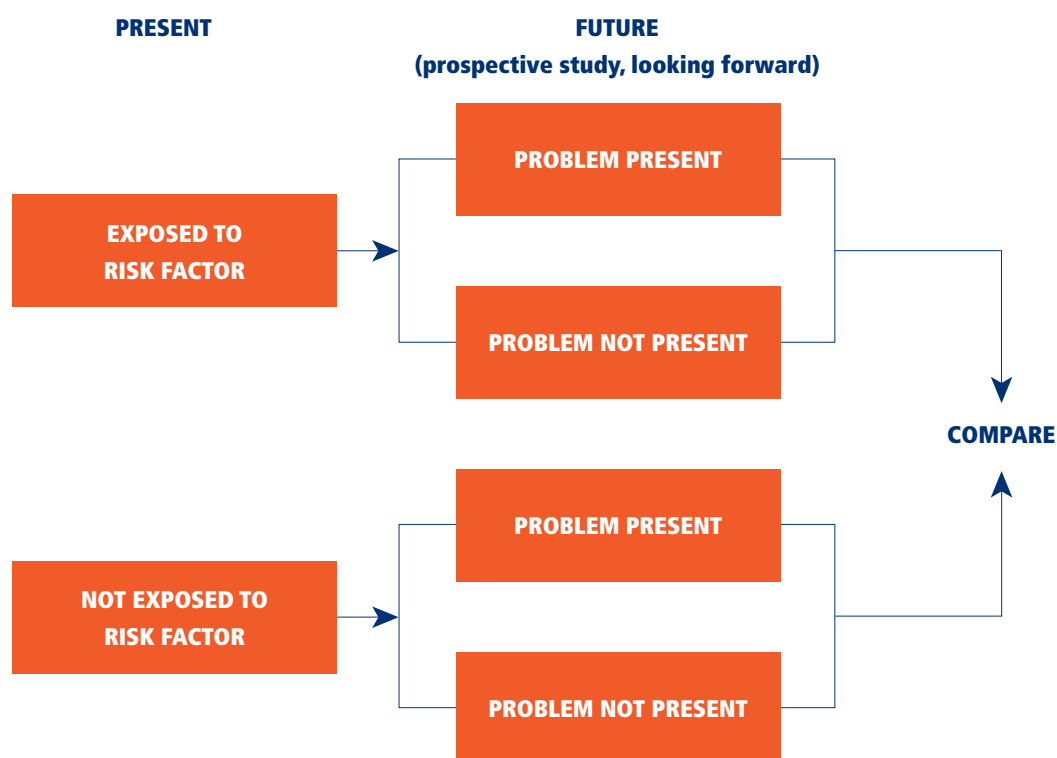 PRESENT
FUTURE
(prospective study, looking forward)
PROBLEM PRESENT
EXPOSED TO
RISK FACTOR
PROBLEM NOT PRESENT
COMPARE
PROBLEM PRESENT
NOT EXPOSED TO
RISK FACTOR
PROBLEM NOT PRESENT